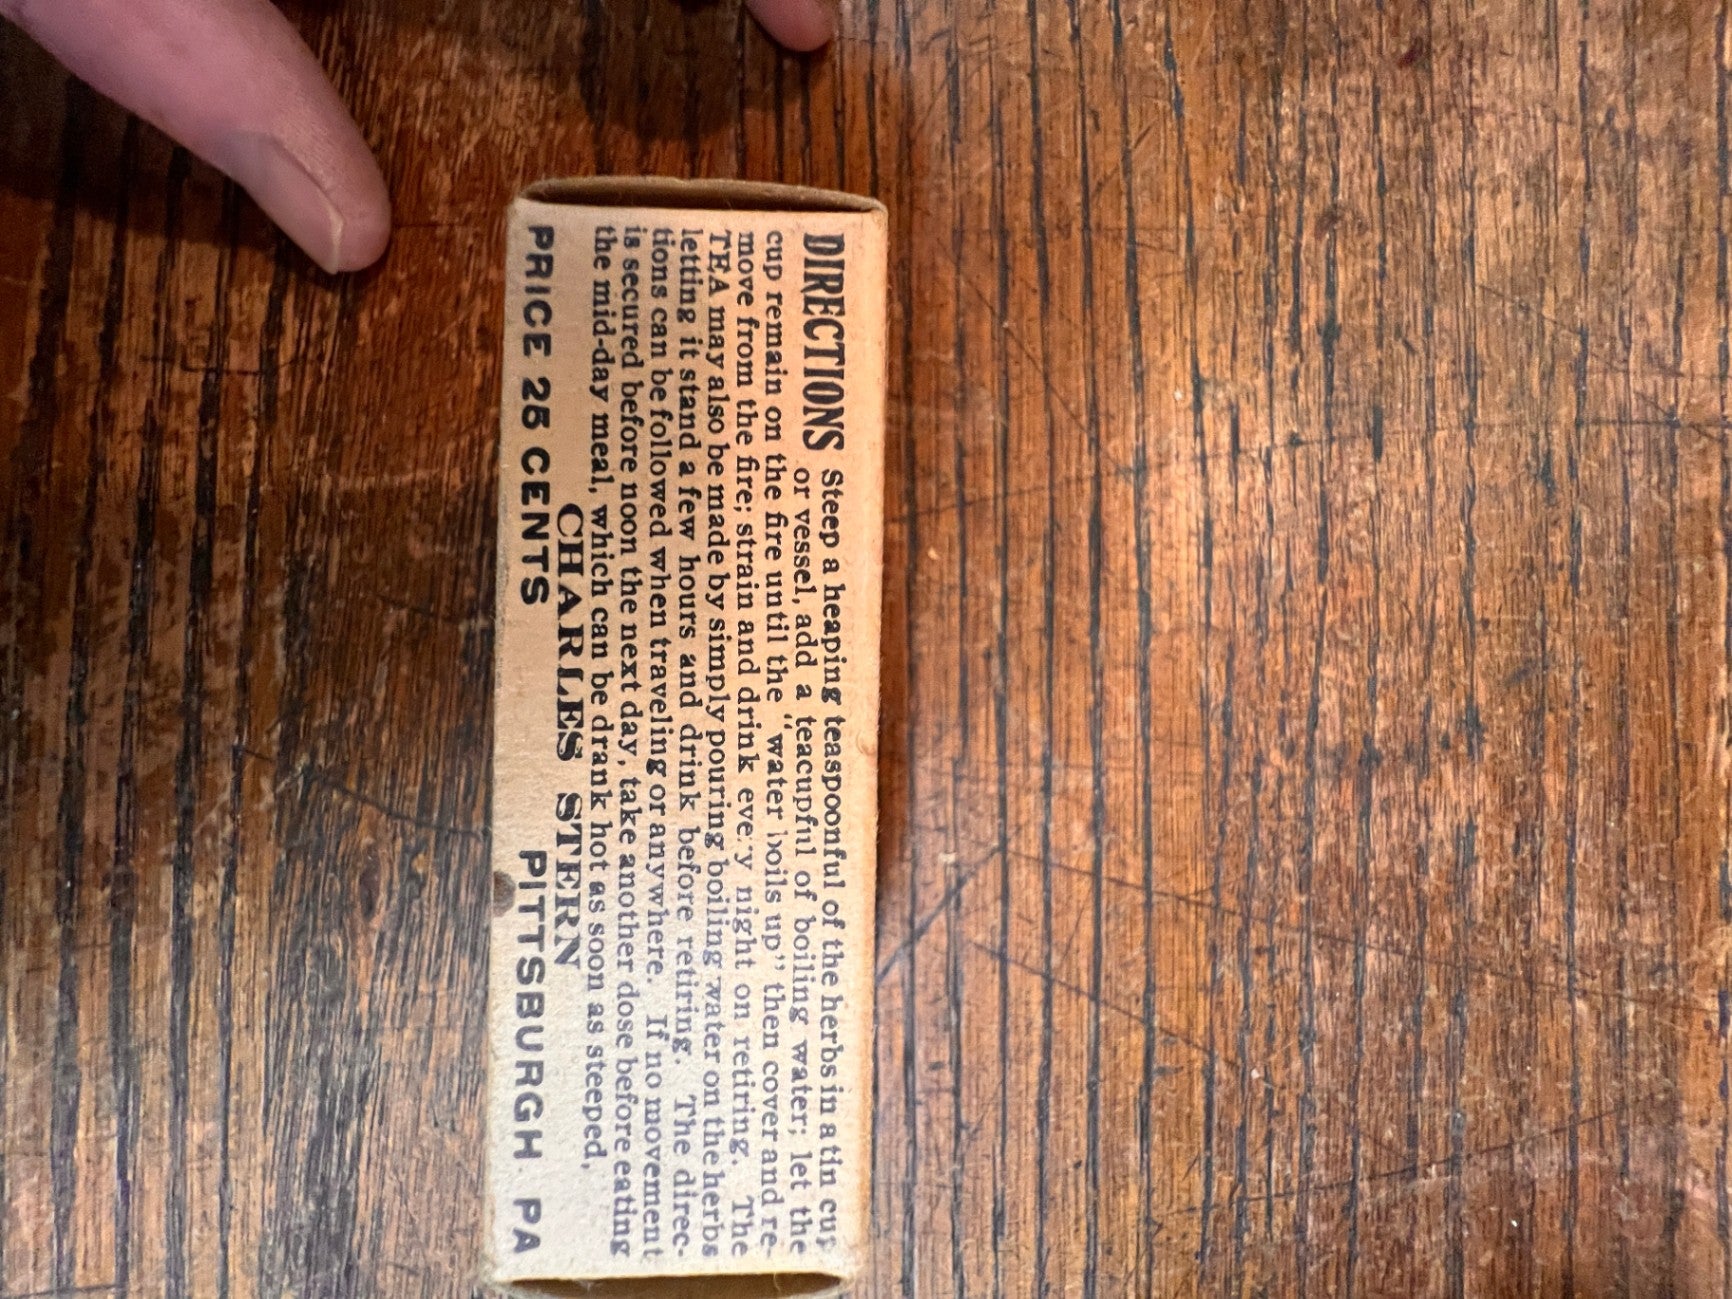 DIRECTIONS Steep a heaping teaspoonful of the herbs in a tin cup
or vessel, add a teacupful of boiling water; let the
cup remain on the fire until the "water boils up" then cover and re-
move from the fire; strain and drink every night on retiring. The
TEA may also be made by simply pouring boiling water on the herbs
letting it stand a few hours and drink before retiring. The direc-
tions can be followed when traveling or anywhere. If no movement
is secured before noon the next day, take another dose before eating
the mid-day meal, which can be drank hot as soon as steeped,
CHARLES STERN
PRICE 25 CENTS PITTSBURGH PA